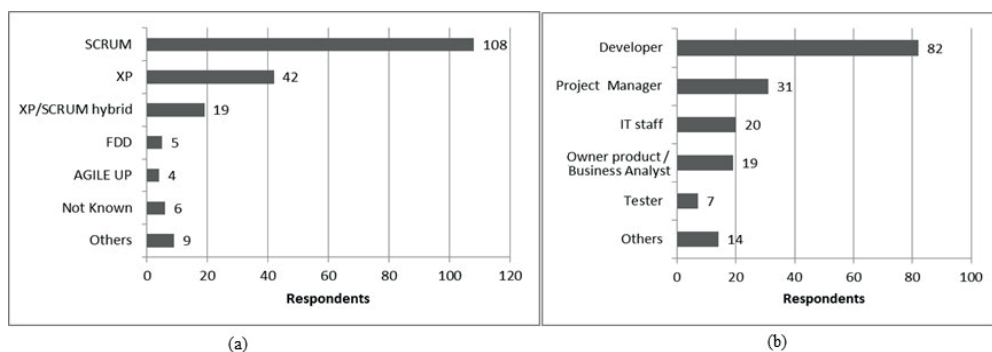 SCRUM 108
XP 42
XP/SCRUM hybrid 19
FDD 5
AGILE UP 4
Not Known 6
Others 9
0 20 40 60 80 100 120
Respondents
(a)
Developer 82
Project Manager 31
IT staff 20
Owner product /
Business Analyst 19
Tester 7
Others 14
0 20 40 60 80 100
Respondents
(b)